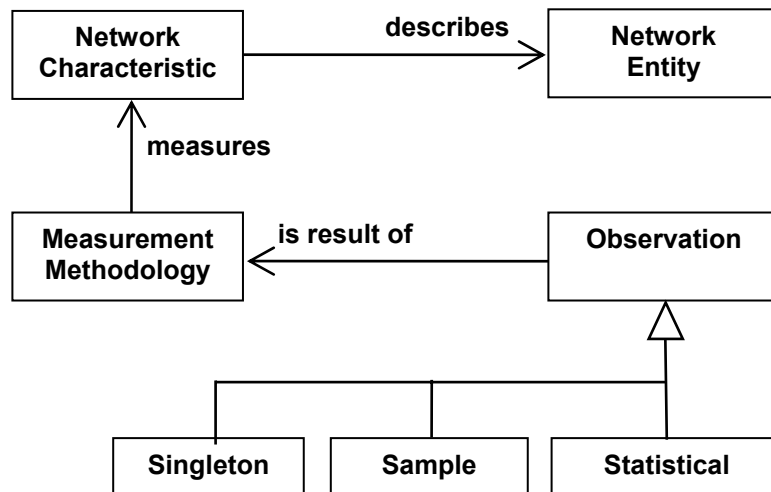 Network
Characteristic
describes
Network
Entity
measures
Measurement
Methodology
is result of
Observation
Singleton
Sample
Statistical